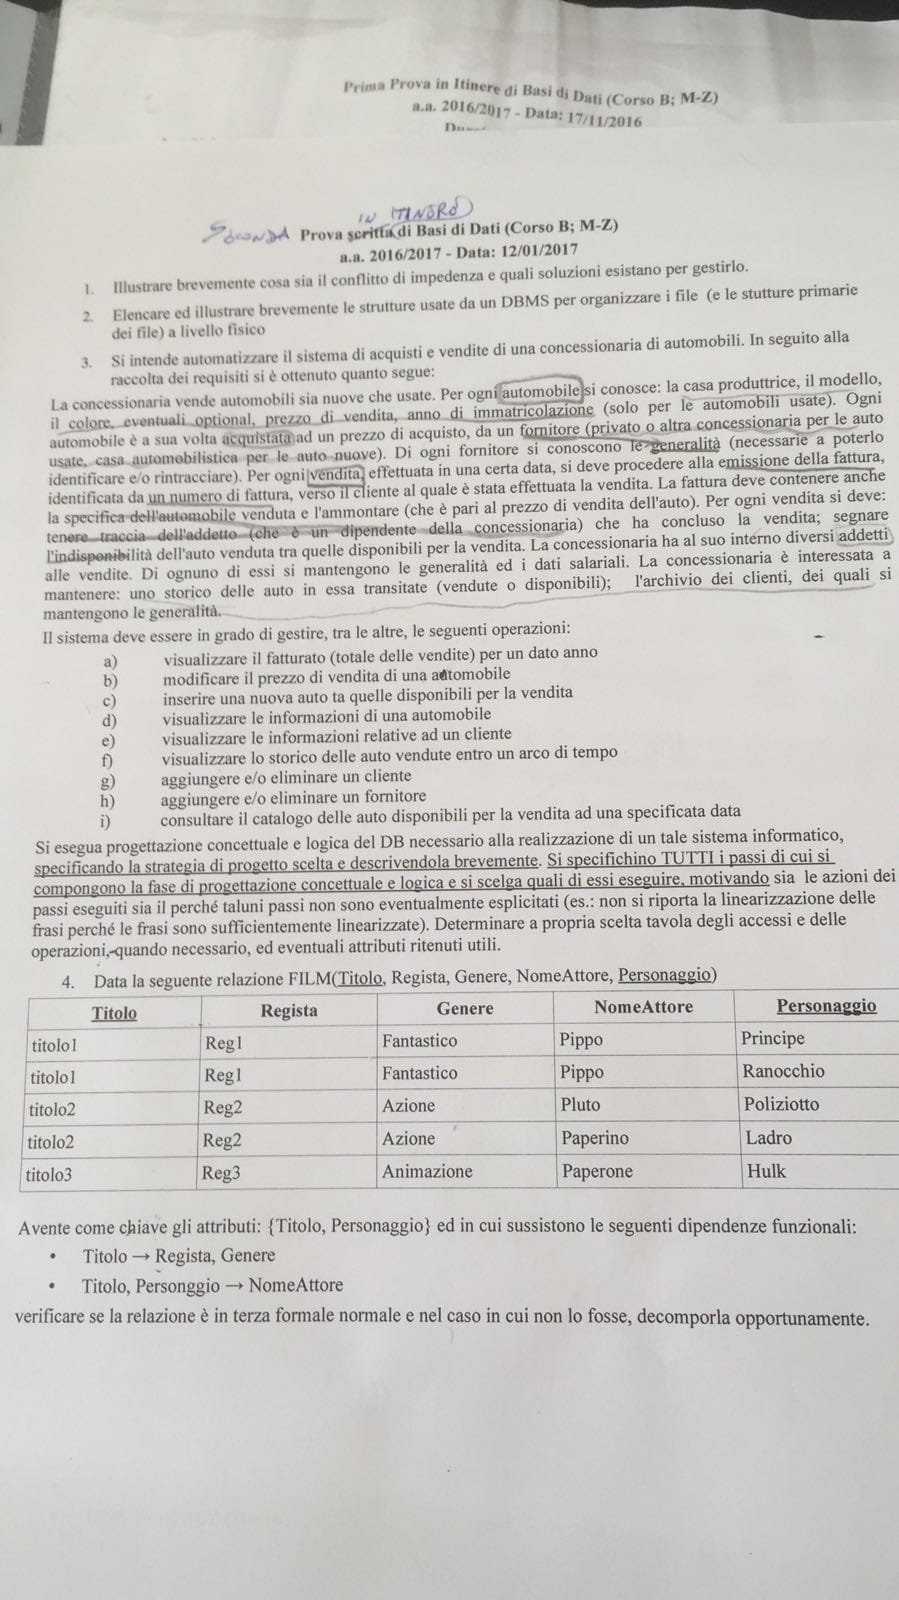 Prima Prova in Itinere di Basi di Dati (Corso B; M-Z)
a.a. 2016/2017 - Data: 17/11/2016
SECONDA Prova scritta di Basi di Dati (Corso B; M-Z)
IN ITINERE
a.a. 2016/2017 - Data: 12/01/2017
1. Illustrare brevemente cosa sia il conflitto di impedenza e quali soluzioni esistano per gestirlo.
2. Elencare ed illustrare brevemente le strutture usate da un DBMS per organizzare i file (e le stutture primarie
dei file) a livello fisico
3. Si intende automatizzare il sistema di acquisti e vendite di una concessionaria di automobili. In seguito alla
raccolta dei requisiti si è ottenuto quanto segue:
La concessionaria vende automobili sia nuove che usate. Per ogni automobile si conosce: la casa produttrice, il modello,
il colore, eventuali optional, prezzo di vendita, anno di immatricolazione (solo per le automobili usate). Ogni
automobile è a sua volta acquistata ad un prezzo di acquisto, da un fornitore (privato o altra concessionaria per le auto
usate, casa automobilistica per le auto nuove). Di ogni fornitore si conoscono le generalità (necessarie a poterlo
identificare e/o rintracciare). Per ogni vendita, effettuata in una certa data, si deve procedere alla emissione della fattura,
identificata da un numero di fattura, verso il cliente al quale è stata effettuata la vendita. La fattura deve contenere anche
la specifica dell'automobile venduta e l'ammontare (che è pari al prezzo di vendita dell'auto). Per ogni vendita si deve:
tenere traccia dell'addetto (che è un dipendente della concessionaria) che ha concluso la vendita; segnare
l'indisponibilità dell'auto venduta tra quelle disponibili per la vendita. La concessionaria ha al suo interno diversi addetti
alle vendite. Di ognuno di essi si mantengono le generalità ed i dati salariali. La concessionaria è interessata a
mantenere: uno storico delle auto in essa transitate (vendute o disponibili); l'archivio dei clienti, dei quali si
mantengono le generalità.
Il sistema deve essere in grado di gestire, tra le altre, le seguenti operazioni:
a) visualizzare il fatturato (totale delle vendite) per un dato anno
b) modificare il prezzo di vendita di una automobile
c) inserire una nuova auto ta quelle disponibili per la vendita
d) visualizzare le informazioni di una automobile
e) visualizzare le informazioni relative ad un cliente
f) visualizzare lo storico delle auto vendute entro un arco di tempo
g) aggiungere e/o eliminare un cliente
h) aggiungere e/o eliminare un fornitore
i) consultare il catalogo delle auto disponibili per la vendita ad una specificata data
Si esegua progettazione concettuale e logica del DB necessario alla realizzazione di un tale sistema informatico,
specificando la strategia di progetto scelta e descrivendola brevemente. Si specifichino TUTTI i passi di cui si
compongono la fase di progettazione concettuale e logica e si scelga quali di essi eseguire, motivando sia le azioni dei
passi eseguiti sia il perché taluni passi non sono eventualmente esplicitati (es.: non si riporta la linearizzazione delle
frasi perché le frasi sono sufficientemente linearizzate). Determinare a propria scelta tavola degli accessi e delle
operazioni, quando necessario, ed eventuali attributi ritenuti utili.
4. Data la seguente relazione FILM(Titolo, Regista, Genere, NomeAttore, Personaggio)
Titolo Regista Genere NomeAttore Personaggio
titolo1 Reg1 Fantastico Pippo Principe
titolo1 Reg1 Fantastico Pippo Ranocchio
titolo2 Reg2 Azione Pluto Poliziotto
titolo2 Reg2 Azione Paperino Ladro
titolo3 Reg3 Animazione Paperone Hulk
Avente come chiave gli attributi: {Titolo, Personaggio} ed in cui sussistono le seguenti dipendenze funzionali:
• Titolo → Regista, Genere
• Titolo, Personggio → NomeAttore
verificare se la relazione è in terza formale normale e nel caso in cui non lo fosse, decomporla opportunamente.